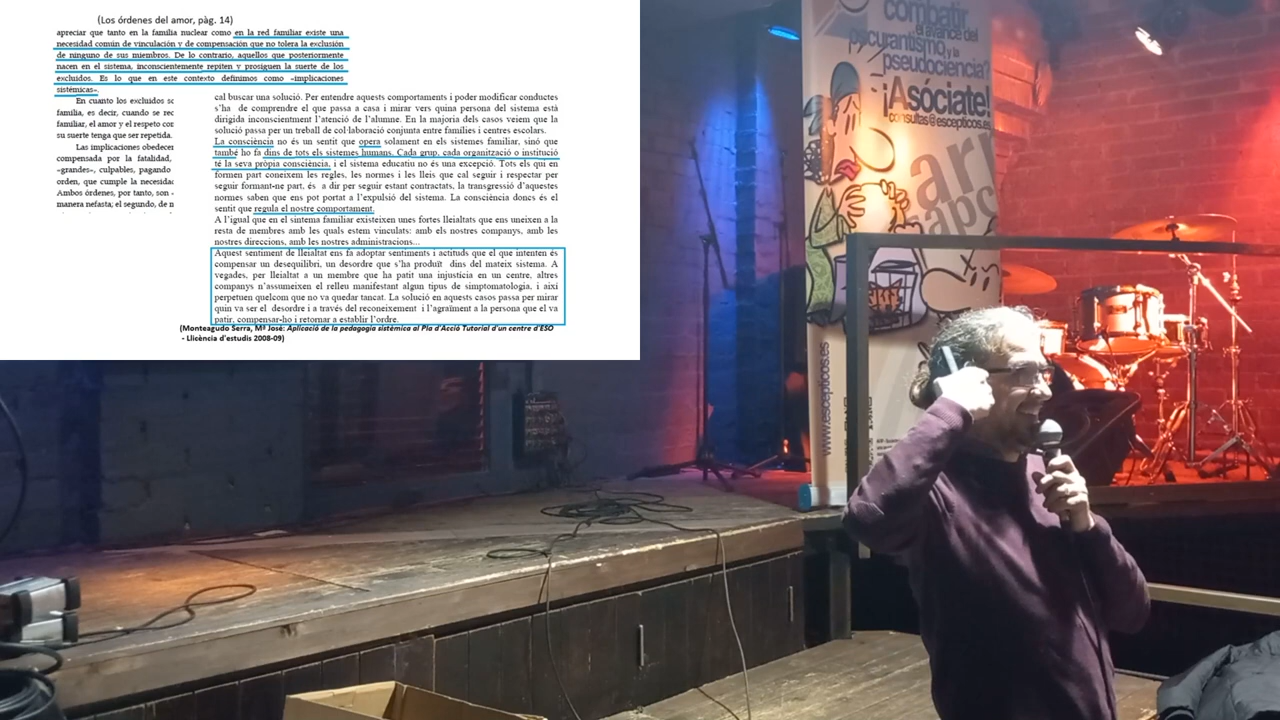 (Los órdenes del amor, pàg. 14)
apreciar que tanto en la familia nuclear como en la red familiar existe una
necesidad común de vinculación y de compensación que no tolera la exclusión
de ninguno de sus miembros. De lo contrario, aquellos que posteriormente
nacen en el sistema, inconscientemente repiten y prosiguen la suerte de los
excluidos. Es lo que en este contexto definimos como «implicaciones
sistémicas».
En cuanto los excluidos
familia, es decir, cuando se
familiar, el amor y el respeto
su suerte tenga que ser repetida.
Las implicaciones obedecen
compensada por la fatalidad,
«grandes», culpables, pagando
orden, que cumple la
Ambos órdenes, por tanto, son
manera nefasta; el segundo, de
cal buscar una solució. Per entendre aquests comportaments i poder modificar conductes
s'ha de comprendre el que passa a casa i mirar vers quina persona del sistema està
dirigida inconscientment l'atenció de l'alumne. En la majoria dels casos veiem que la
solució passa per un treball de col·laboració conjunta entre famílies i centres escolars.
La consciència no és un sentit que opera solament en els sistemes familiar, sinó que
també ho fa dins de tots els sistemes humans. Cada grup, cada organització o institució
té la seva pròpia consciència, i el sistema educatiu no és una excepció. Tots els qui en
formen part coneixem les regles, les normes i les lleis que cal seguir i respectar per
seguir formant-ne part, és a dir per seguir estant contractats, la transgressió d'aquestes
normes saben que ens pot portar a l'expulsió del sistema. La consciència doncs és el
sentit que regula el nostre comportament.
A l'igual que en el sintema familiar existeixen unes fortes lleialtats que ens uneixen a la
resta de membres amb les quals estem vinculats: amb els nostres companys, amb les
nostres direccions, amb les nostres administracions...
Aquest sentiment de lleialtat ens fa adoptar sentiments i actituds que el que intenten és
compensar un desequilibri, un desordre que s'ha produït dins del mateix sistema. A
vegades, per lleialtat a un membre que ha patit una injustícia en un centre, altres
companys n'assumeixen el relleu manifestant algun tipus de simptomatologia, i així
perpetuen quelcom que no va quedar tancat. La solució en aquests casos passa per mirar
quin va ser el desordre i a través del reconeixement i l'agraïment a la persona que el va
patir, compensar-ho i retornar a establir l'ordre.
(Monteagudo Serra, Mª José: Aplicació de la pedagogia sistémica al Pla d'Acció Tutorial d'un centre d'ESO
- Llicència d'estudis 2008-09)
combatir
el avance del
y la
pseudociencia?
¡Asóciate!
consultas@escepticos.es
www.escepticos.es